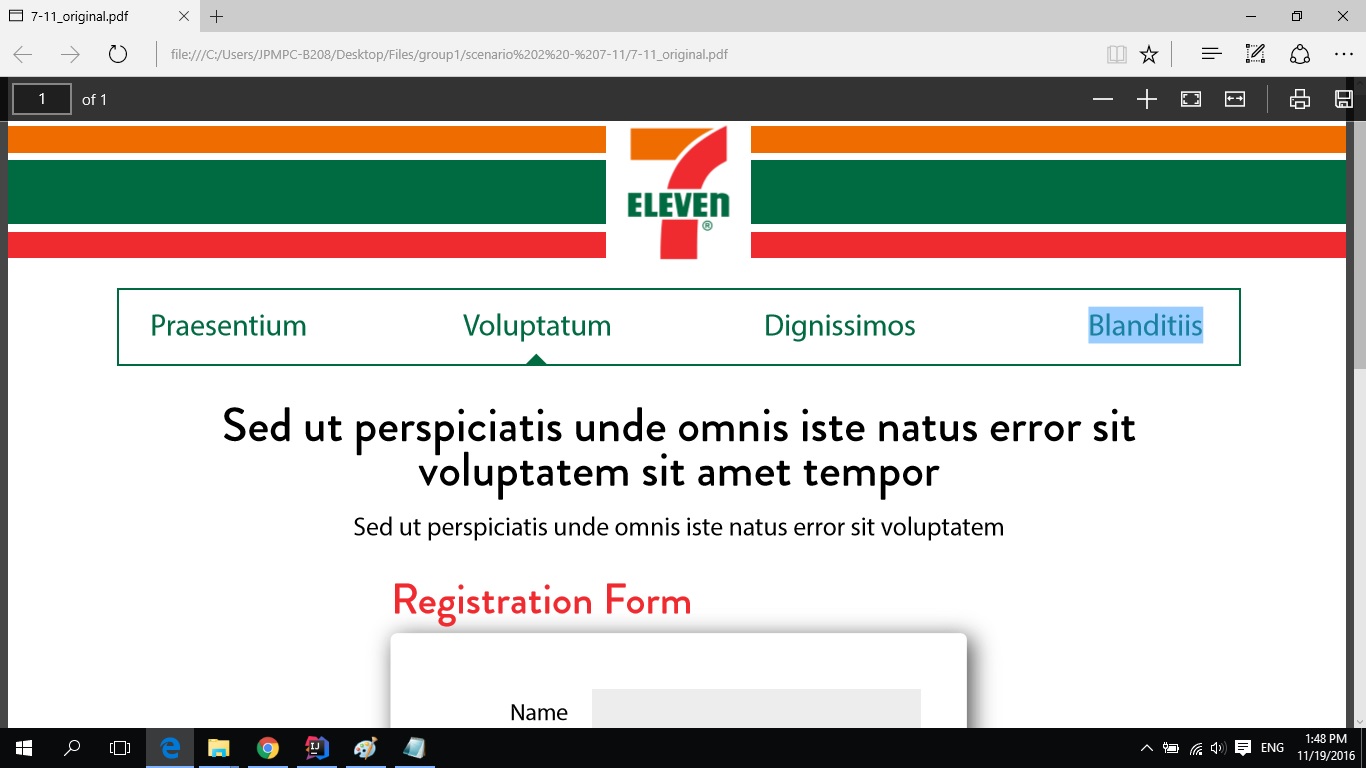 7-11_original.pdf
file:///C:/Users/JPMPC-B208/Desktop/Files/group1/scenario%202%20-%207-11/7-11_original.pdf
1 of 1
7
ELEVEn
®
Praesentium Voluptatum Dignissimos Blanditiis
Sed ut perspiciatis unde omnis iste natus error sit
voluptatem sit amet tempor
Sed ut perspiciatis unde omnis iste natus error sit voluptatem
Registration Form
Name
ENG
1:48 PM
11/19/2016